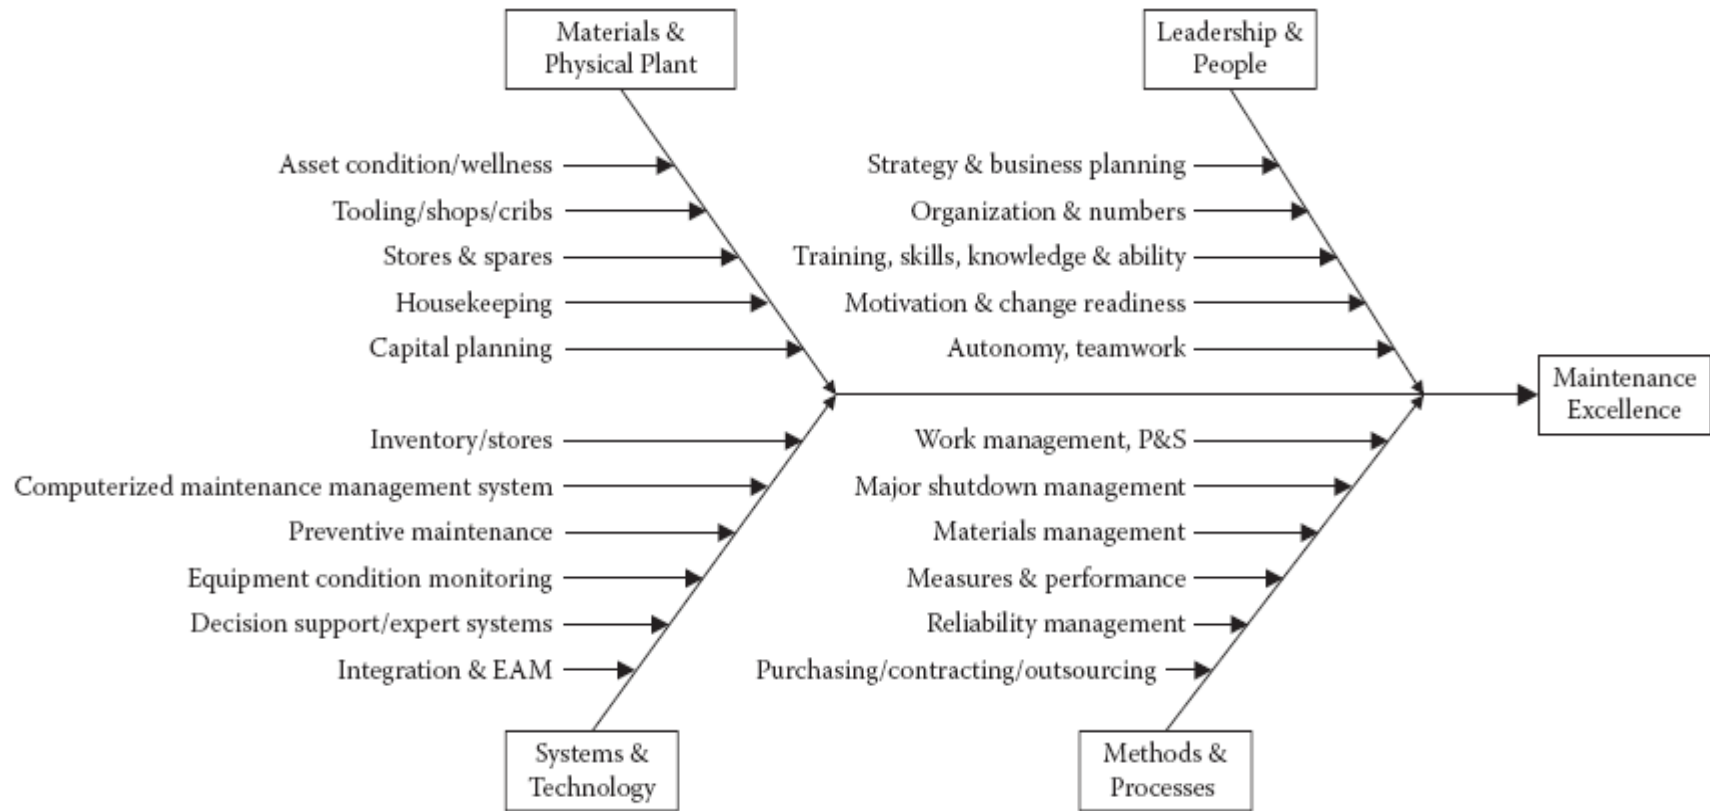 Materials &
Physical Plant
Leadership &
People
Asset condition/wellness
Tooling/shops/cribs
Stores & spares
Housekeeping
Capital planning
Strategy & business planning
Organization & numbers
Training, skills, knowledge & ability
Motivation & change readiness
Autonomy, teamwork
Maintenance
Excellence
Inventory/stores
Computerized maintenance management system
Preventive maintenance
Equipment condition monitoring
Decision support/expert systems
Integration & EAM
Work management, P&S
Major shutdown management
Materials management
Measures & performance
Reliability management
Purchasing/contracting/outsourcing
Systems &
Technology
Methods &
Processes